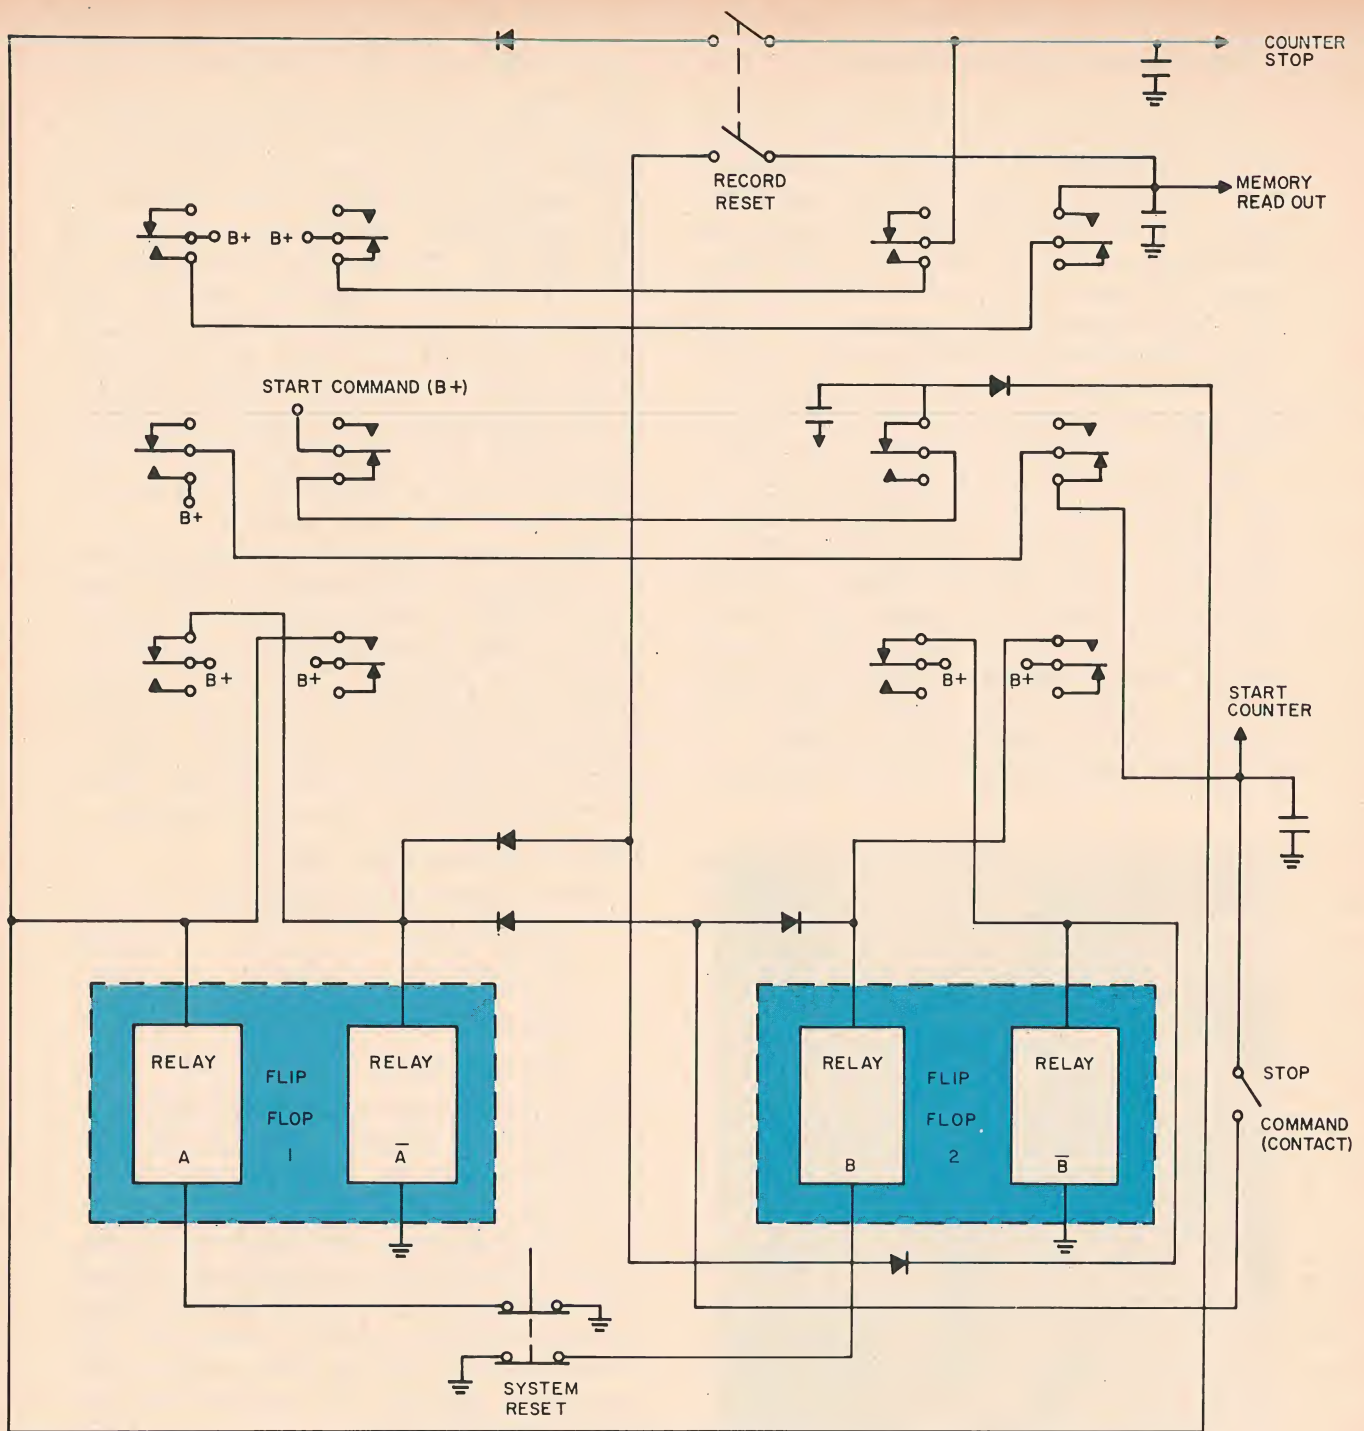 COUNTER
STOP
RECORD
RESET
MEMORY
READ OUT
B+ B+
START COMMAND (B+)
B+
B+ B+
B+ B+
START
COUNTER
RELAY
A
FLIP
FLOP
1
RELAY
A̅
RELAY
B
FLIP
FLOP
2
RELAY
B̅
STOP
COMMAND
(CONTACT)
SYSTEM
RESET